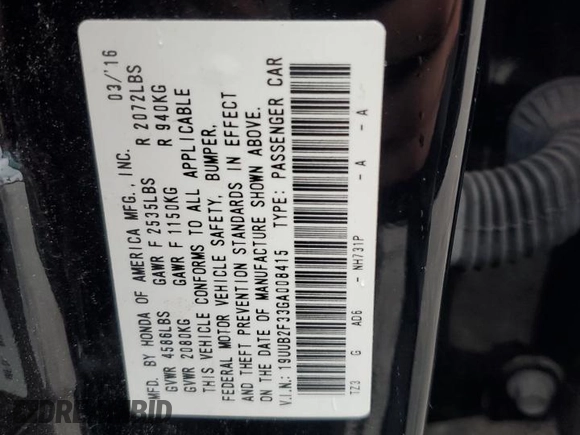 MFD. BY HONDA OF AMERICA MFG., INC. 03/'16
GVWR 4586LBS GAWR F 2535LBS R 2072LBS
GVWR 2080KG GAWR F 1150KG R 940KG
THIS VEHICLE CONFORMS TO ALL APPLICABLE
FEDERAL MOTOR VEHICLE SAFETY, BUMPER,
AND THEFT PREVENTION STANDARDS IN EFFECT
ON THE DATE OF MANUFACTURE SHOWN ABOVE.
V.I.N.: 19UUB2F33GA008415 TYPE: PASSENGER CAR
TZ3 G AD6 - NH731P - A - A